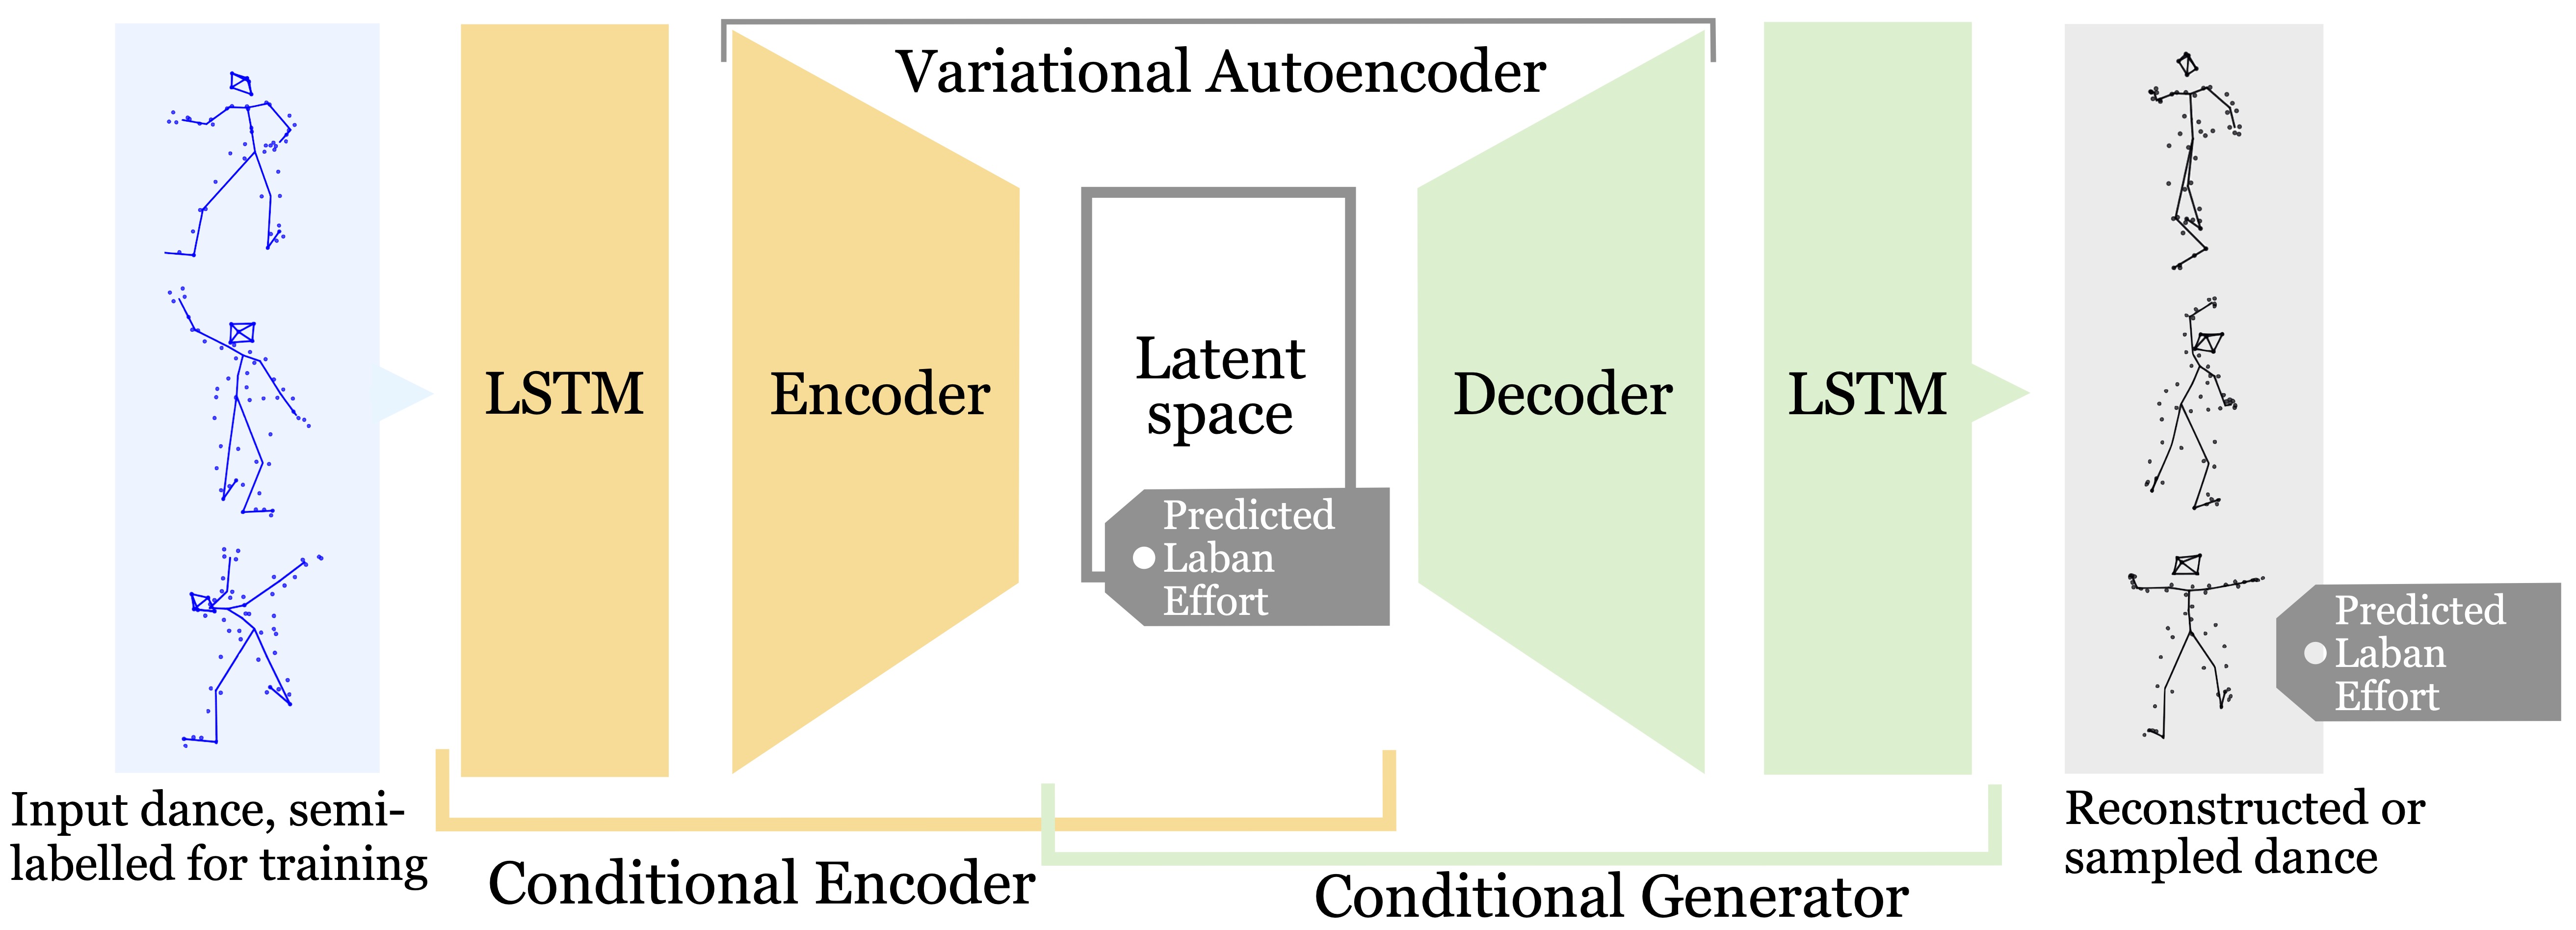 Variational Autoencoder
LSTM
Encoder
Latent
space
Predicted
Laban
Effort
Decoder
LSTM
Predicted
Laban
Effort
Input dance, semi-
labelled for training
Conditional Encoder
Conditional Generator
Reconstructed or
sampled dance